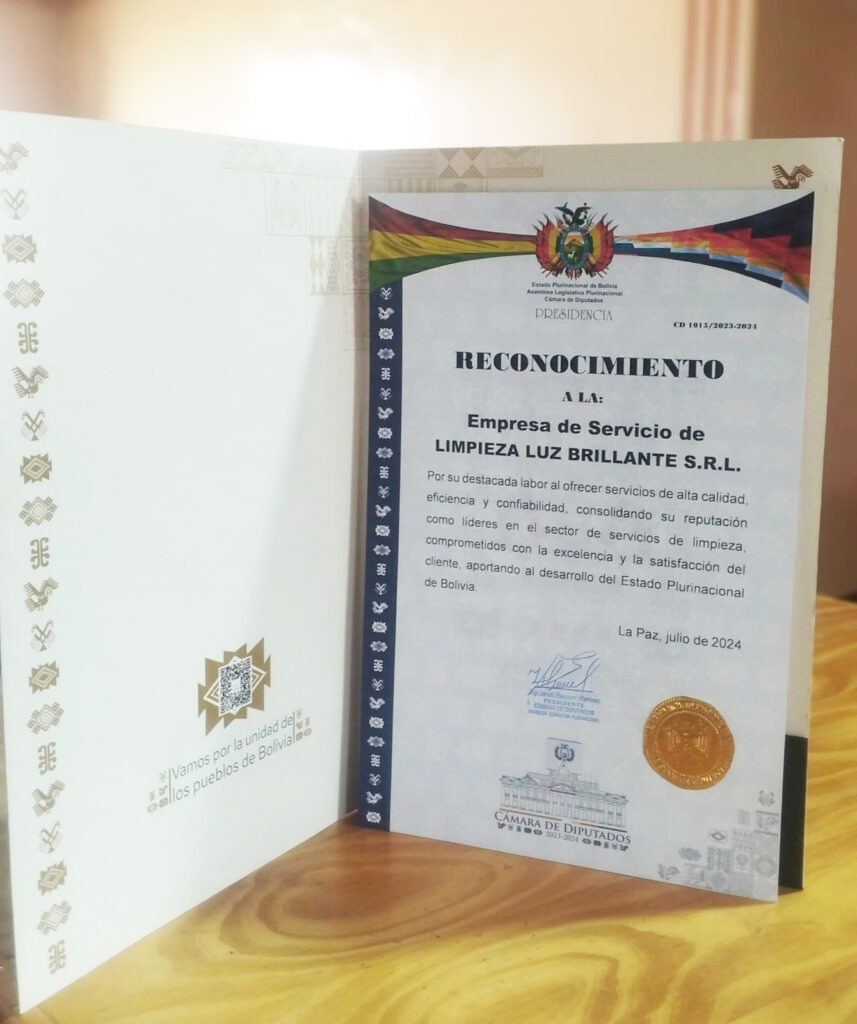 Vamos por la unidad de
los pueblos de Bolivia
Estado Plurinacional de Bolivia
Asamblea Legislativa Plurinacional
Cámara de Diputados
PRESIDENCIA
CD 1015/2023-2024
RECONOCIMIENTO
A LA:
Empresa de Servicio de
LIMPIEZA LUZ BRILLANTE S.R.L.
Por su destacada labor al ofrecer servicios de alta calidad,
eficiencia y confiabilidad, consolidando su reputación
como líderes en el sector de servicios de limpieza,
comprometidos con la excelencia y la satisfacción del
cliente, aportando al desarrollo del Estado Plurinacional
de Bolivia.
La Paz, julio de 2024
PRESIDENTE
CÁMARA DE DIPUTADOS
CÁMARA DE DIPUTADOS
2023-2024